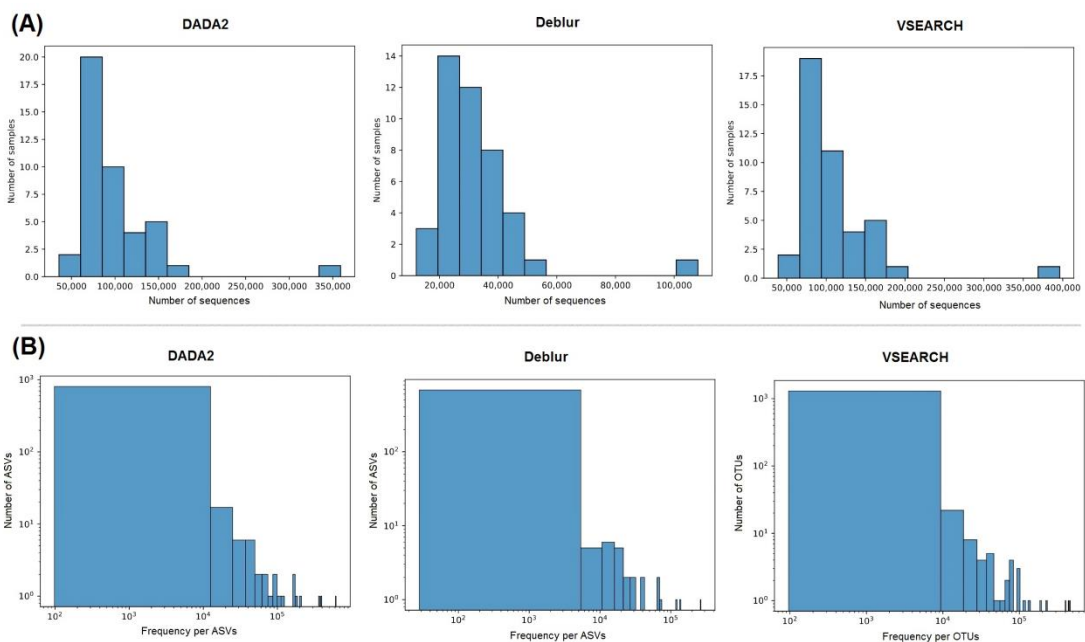 (A)
DADA2
Deblur
VSEARCH
Number of samples
20.0
17.5
15.0
12.5
10.0
7.5
5.0
2.5
0.0
50,000 100,000 150,000 200,000 250,000 300,000 350,000
Number of sequences
Number of samples
14
12
10
8
6
4
2
0
20,000 40,000 60,000 80,000 100,000
Number of sequences
Number of samples
17.5
15.0
12.5
10.0
7.5
5.0
2.5
0.0
50,000 100,000 150,000 200,000 250,000 300,000 350,000 400,000
Number of sequences
(B)
DADA2
Deblur
VSEARCH
Number of ASVs
10³
10²
10¹
10⁰
10² 10³ 10⁴ 10⁵
Frequency per ASVs
Number of ASVs
10²
10¹
10⁰
10² 10³ 10⁴ 10⁵
Frequency per ASVs
Number of OTUs
10³
10²
10¹
10⁰
10² 10³ 10⁴ 10⁵
Frequency per OTUs